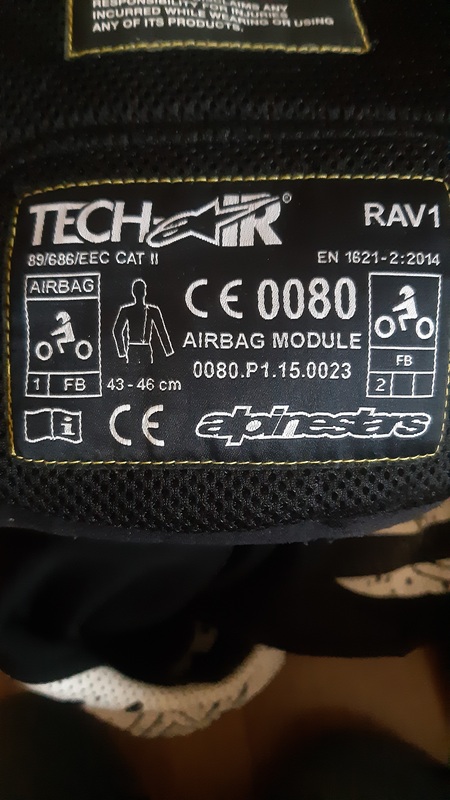 RESPONSIBILITY FOR INJURIES
INCURRED WHILE WEARING OR USING
ANY OF ITS PRODUCTS.
TECH-AIR® RAV1
89/686/EEC CAT II EN 1621-2:2014
AIRBAG
CE 0080
AIRBAG MODULE
0080.P1.15.0023
1 FB
43 - 46 cm
FB
2
i
CE
alpinestars